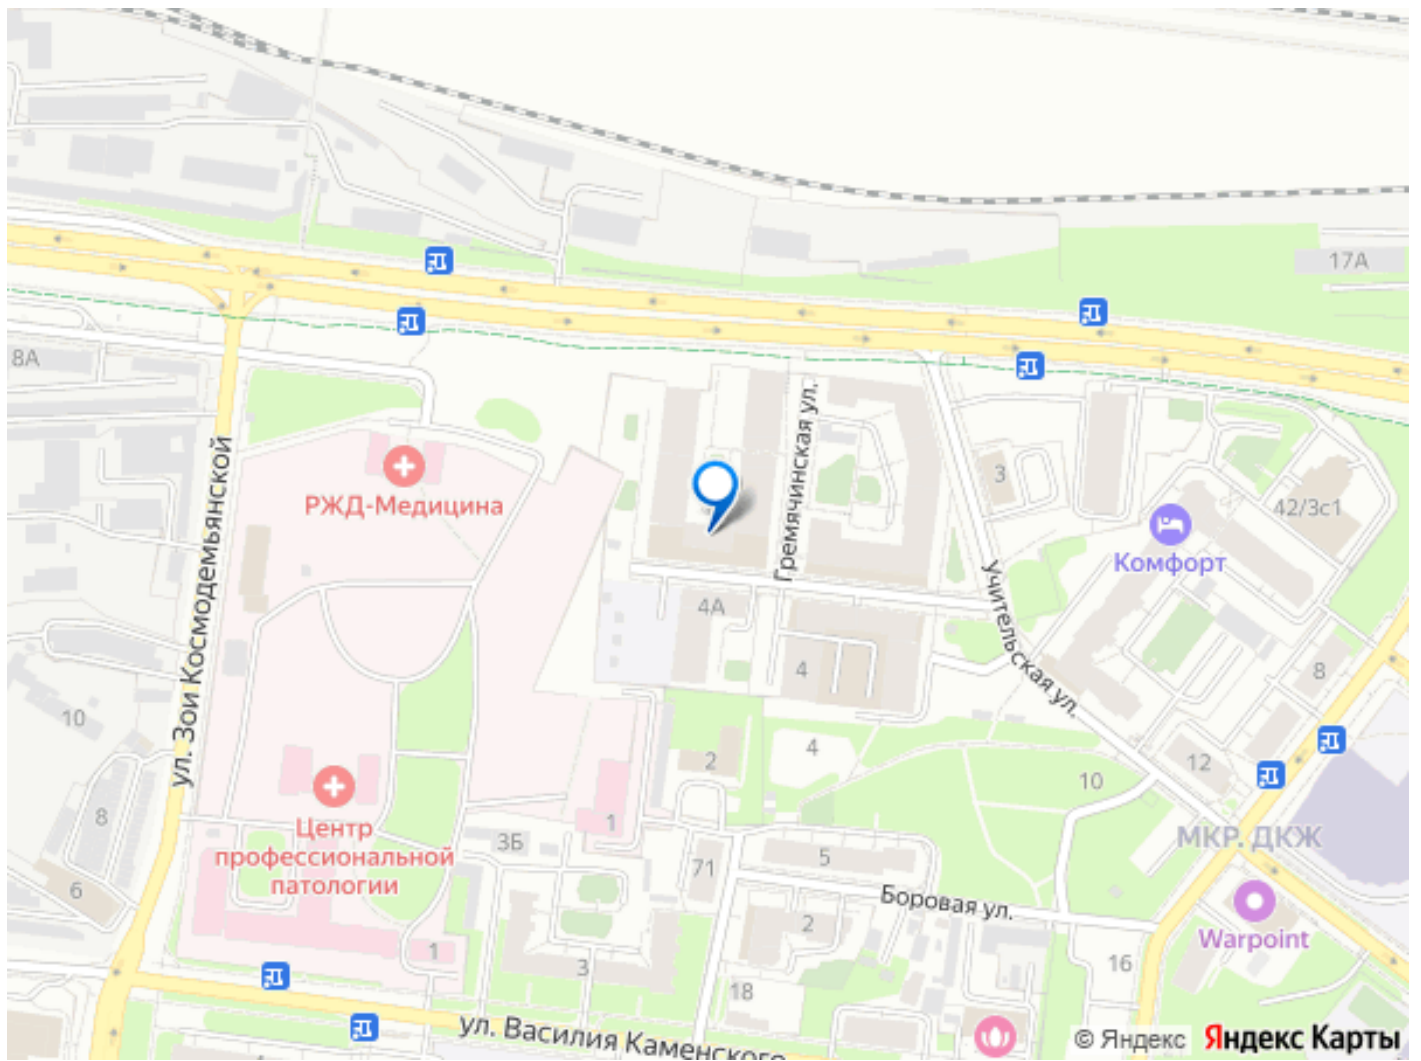 17А
8А
Гремячинская ул.
ул. Зои Космодемьянской
РЖД-Медицина
3
42/3с1
Комфорт
Учительская ул.
4А
4
8
10
2
4
12
10
Центр
профессиональной
патологии
8
1
3Б
5
МКР. ДКЖ
71
6
Боровая ул.
2
Warpoint
1
3
16
18
ул. Василия Каменского
© Яндекс Яндекс Карты